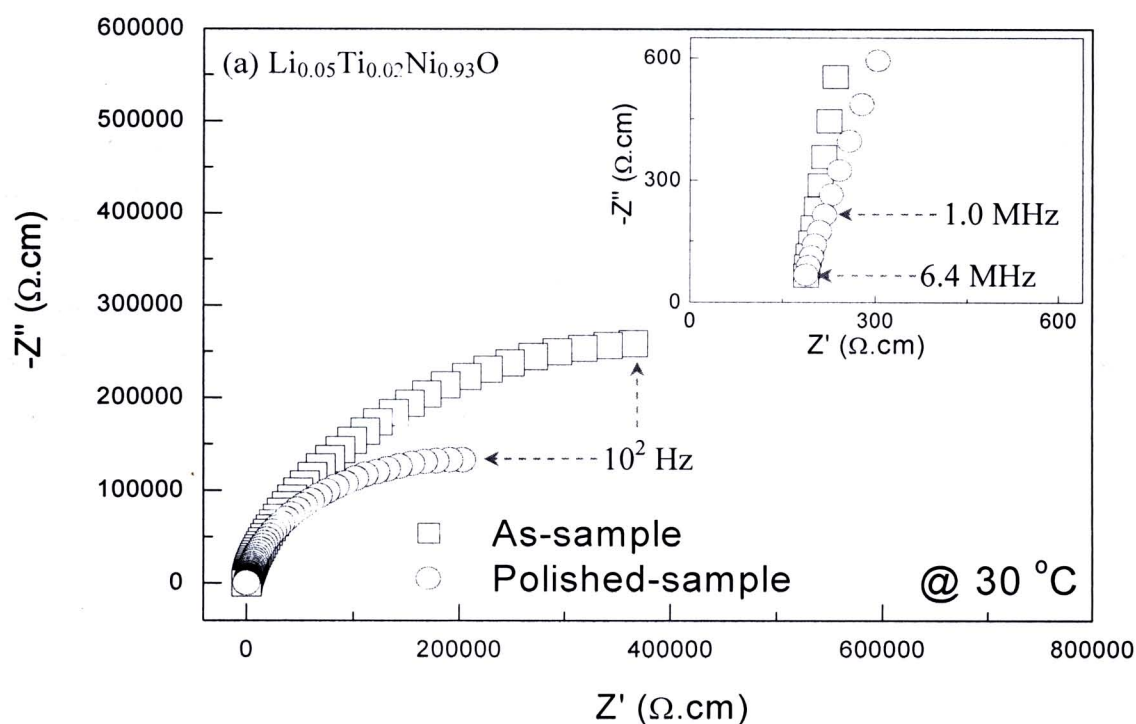 600000
500000
400000
300000
200000
100000
0
-Z" (Ω.cm)
(a) Li0.05Ti0.02Ni0.93O
600
300
0
-Z" (Ω.cm)
1.0 MHz
6.4 MHz
0 300 600
Z' (Ω.cm)
10² Hz
As-sample
Polished-sample
@ 30 °C
0 200000 400000 600000 800000
Z' (Ω.cm)